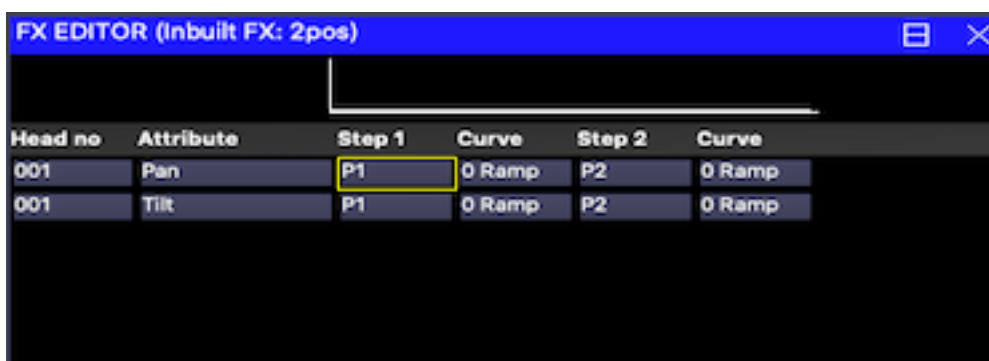 FX EDITOR (Inbuilt FX: 2pos)
Head no Attribute Step 1 Curve Step 2 Curve
001 Pan P1 0 Ramp P2 0 Ramp
001 Tilt P1 0 Ramp P2 0 Ramp